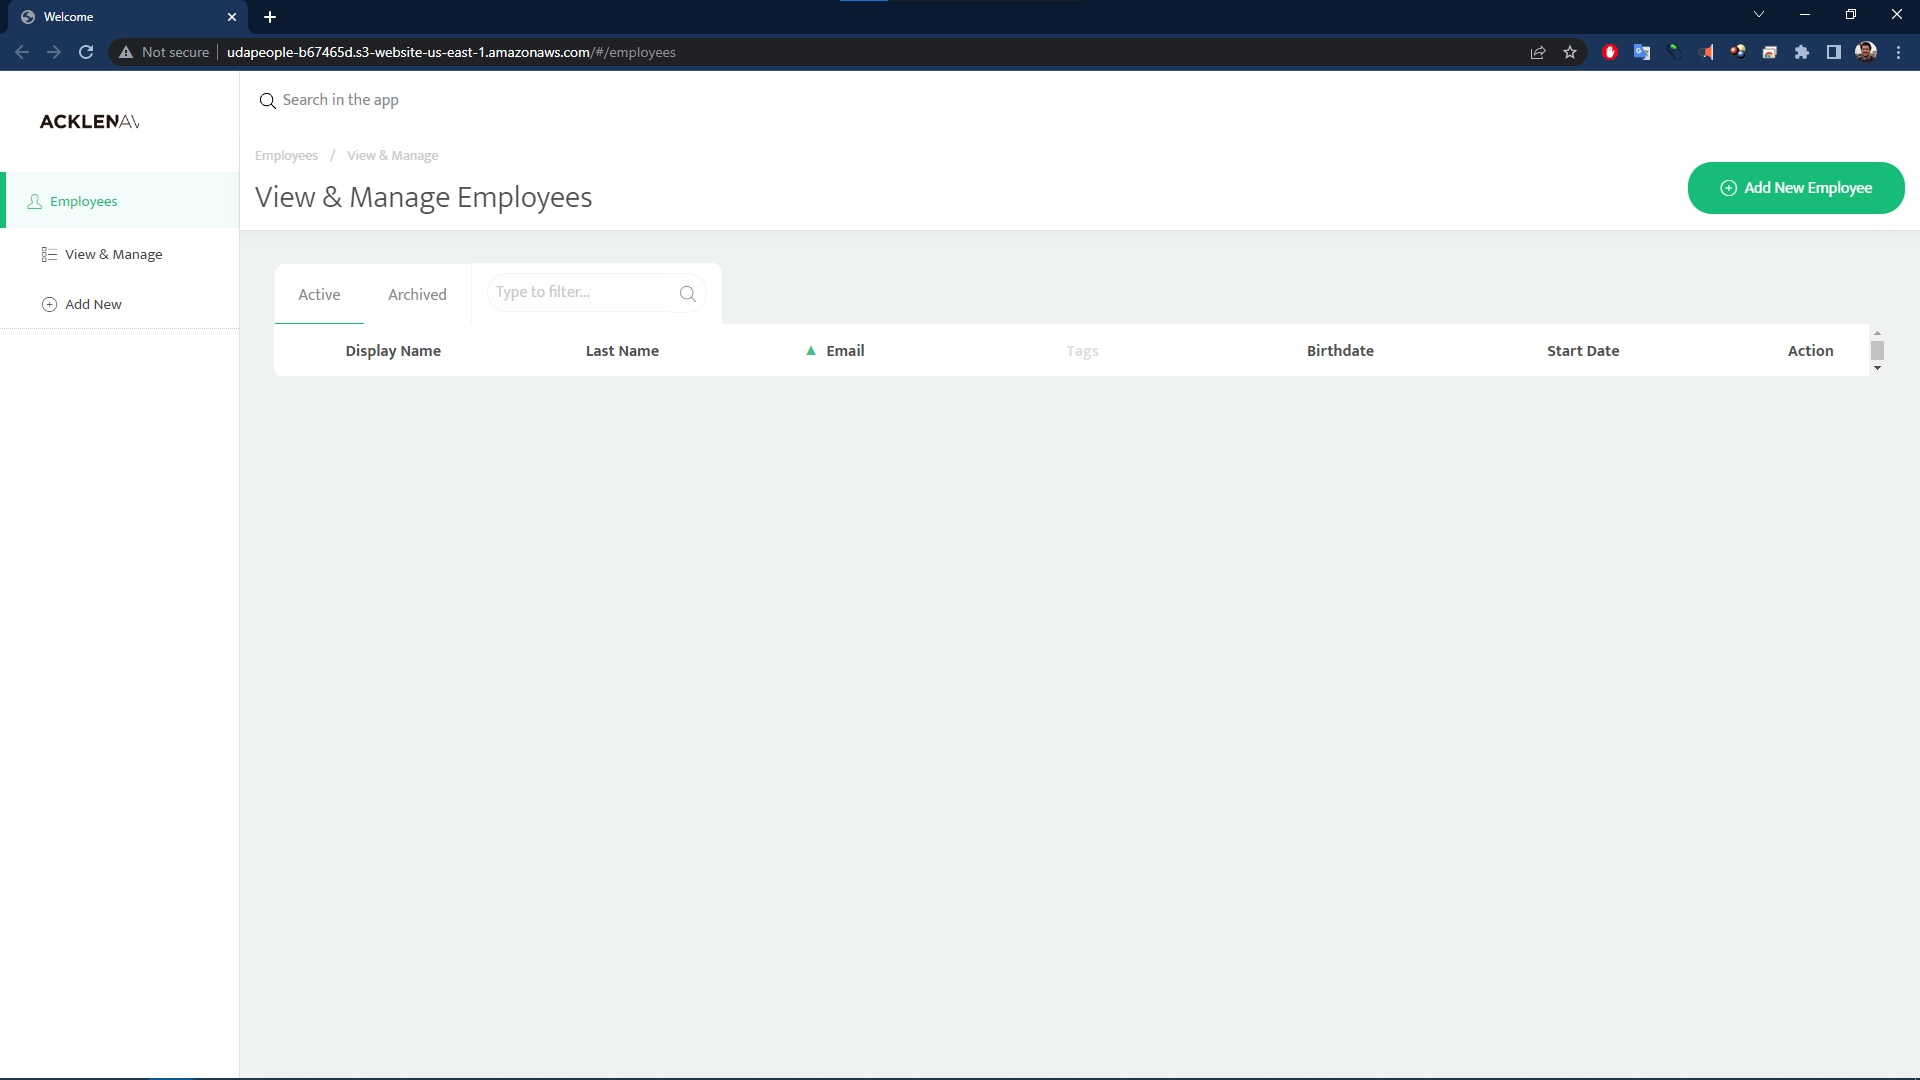 Welcome
Not secure
udapeople-b67465d.s3-website-us-east-1.amazonaws.com/#/employees
ACKLENAV
Search in the app
Employees / View & Manage
View & Manage Employees
Add New Employee
Employees
View & Manage
Add New
Active
Archived
Type to filter...
Display Name
Last Name
Email
Tags
Birthdate
Start Date
Action